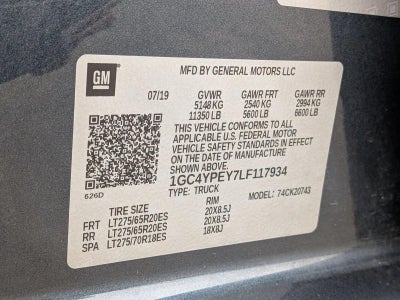 GM
MFD BY GENERAL MOTORS LLC
07/19 GVWR GAWR FRT GAWR RR
5148 KG 2540 KG 2994 KG
11350 LB 5600 LB 6600 LB
THIS VEHICLE CONFORMS TO ALL
APPLICABLE U.S. FEDERAL MOTOR
VEHICLE SAFETY STANDARDS IN EFFECT
ON THE DATE OF MANUFACTURE
SHOWN ABOVE.
1GC4YPEY7LF117934
626D TYPE: TRUCK MODEL: 74CK20743
TIRE SIZE RIM
FRT LT275/65R20ES 20X8.5J
RR LT275/65R20ES 20X8.5J
SPA LT275/70R18ES 18X8J